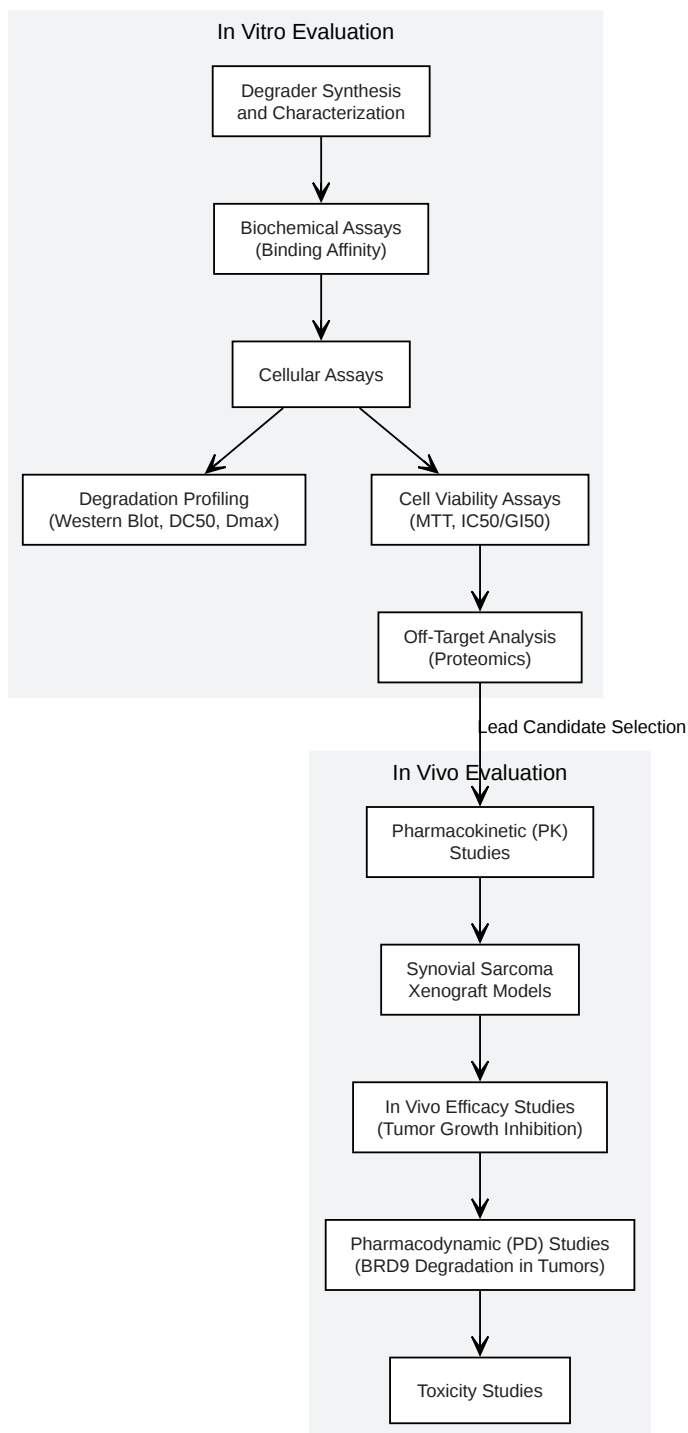 In Vitro Evaluation
Degrader Synthesis
and Characterization
Biochemical Assays
(Binding Affinity)
Cellular Assays
Degradation Profiling
(Western Blot, DC50, Dmax)
Cell Viability Assays
(MTT, IC50/GI50)
Off-Target Analysis
(Proteomics)
Lead Candidate Selection
In Vivo Evaluation
Pharmacokinetic (PK)
Studies
Synovial Sarcoma
Xenograft Models
In Vivo Efficacy Studies
(Tumor Growth Inhibition)
Pharmacodynamic (PD) Studies
(BRD9 Degradation in Tumors)
Toxicity Studies